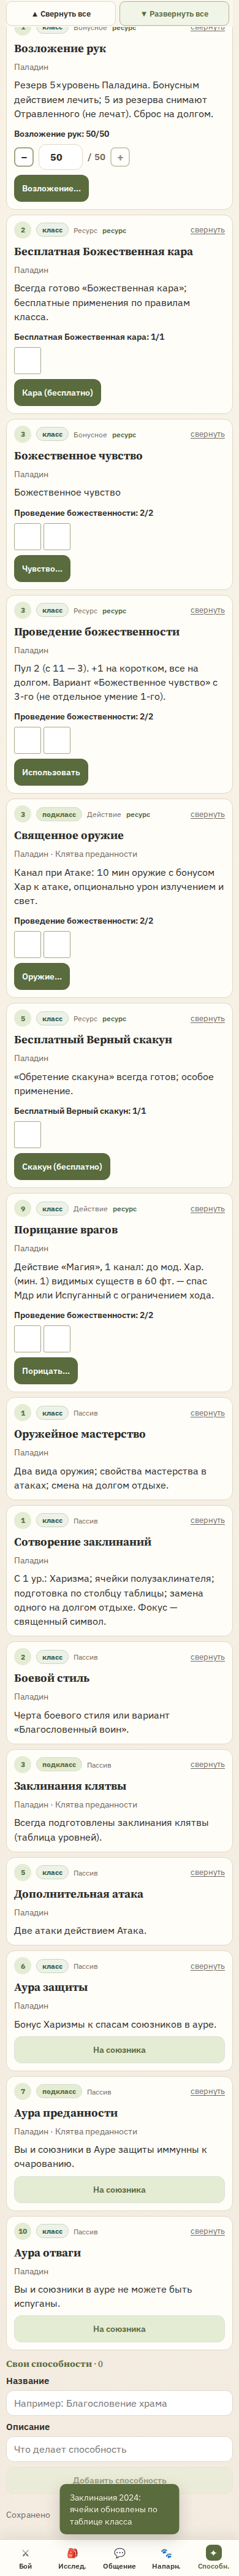 ▲ Свернуть все
▼ Развернуть все
1 класс Бонусное ресурс
Возложение рук
Паладин
Резерв 5×уровень Паладина. Бонусным
действием лечить; 5 из резерва снимают
Отравленного (не лечат). Сброс на долгом.
Возложение рук: 50/50
− 50 / 50 +
Возложение…
2 класс Ресурс ресурс свернуть
Бесплатная Божественная кара
Паладин
Всегда готово «Божественная кара»;
бесплатные применения по правилам
класса.
Бесплатная Божественная кара: 1/1
Кара (бесплатно)
3 класс Бонусное ресурс свернуть
Божественное чувство
Паладин
Божественное чувство
Проведение божественности: 2/2
Чувство…
3 класс Ресурс ресурс свернуть
Проведение божественности
Паладин
Пул 2 (с 11 — 3). +1 на коротком, все на
долгом. Вариант «Божественное чувство» с
3-го (не отдельное умение 1-го).
Проведение божественности: 2/2
Использовать
3 подкласс Действие ресурс свернуть
Священное оружие
Паладин · Клятва преданности
Канал при Атаке: 10 мин оружие с бонусом
Хар к атаке, опционально урон излучением и
свет.
Проведение божественности: 2/2
Оружие…
5 класс Ресурс ресурс свернуть
Бесплатный Верный скакун
Паладин
«Обретение скакуна» всегда готов; особое
применение.
Бесплатный Верный скакун: 1/1
Скакун (бесплатно)
9 класс Действие ресурс свернуть
Порицание врагов
Паладин
Действие «Магия», 1 канал: до мод. Хар.
(мин. 1) видимых существ в 60 фт. — спас
Мдр или Испуганный с ограничением хода.
Проведение божественности: 2/2
Порицать…
1 класс Пассив свернуть
Оружейное мастерство
Паладин
Два вида оружия; свойства мастерства в
атаках; смена на долгом отдыхе.
1 класс Пассив свернуть
Сотворение заклинаний
Паладин
С 1 ур.: Харизма; ячейки полузаклинателя;
подготовка по столбцу таблицы; замена
одного на долгом отдыхе. Фокус —
священный символ.
2 класс Пассив свернуть
Боевой стиль
Паладин
Черта боевого стиля или вариант
«Благословенный воин».
3 подкласс Пассив свернуть
Заклинания клятвы
Паладин · Клятва преданности
Всегда подготовлены заклинания клятвы
(таблица уровней).
5 класс Пассив свернуть
Дополнительная атака
Паладин
Две атаки действием Атака.
6 класс Пассив свернуть
Аура защиты
Паладин
Бонус Харизмы к спасам союзников в ауре.
На союзника
7 подкласс Пассив свернуть
Аура преданности
Паладин · Клятва преданности
Вы и союзники в Ауре защиты иммунны к
очарованию.
На союзника
10 класс Пассив свернуть
Аура отваги
Паладин
Вы и союзники в ауре не можете быть
испуганы.
На союзника
Свои способности · 0
Название
Например: Благословение храма
Описание
Что делает способность
Добавить способность
Сохранено
Заклинания 2024:
ячейки обновлены по
таблице класса
Бой Исслед. Общение Напарн. Способн.